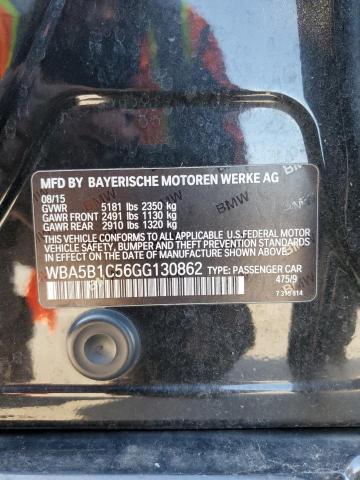 MFD BY BAYERISCHE MOTOREN WERKE AG
08/15
GVWR 5181 lbs 2350 kg
GAWR FRONT 2491 lbs 1130 kg
GAWR REAR 2910 lbs 1320 kg
THIS VEHICLE CONFORMS TO ALL APPLICABLE U.S.FEDERAL MOTOR
VEHICLE SAFETY, BUMPER, AND THEFT PREVENTION STANDARDS
IN EFFECT ON THE DATE OF MANUFACTURE SHOWN ABOVE.
WBA5B1C56GG130862 TYPE: PASSENGER CAR
475/9
BMW
BMW